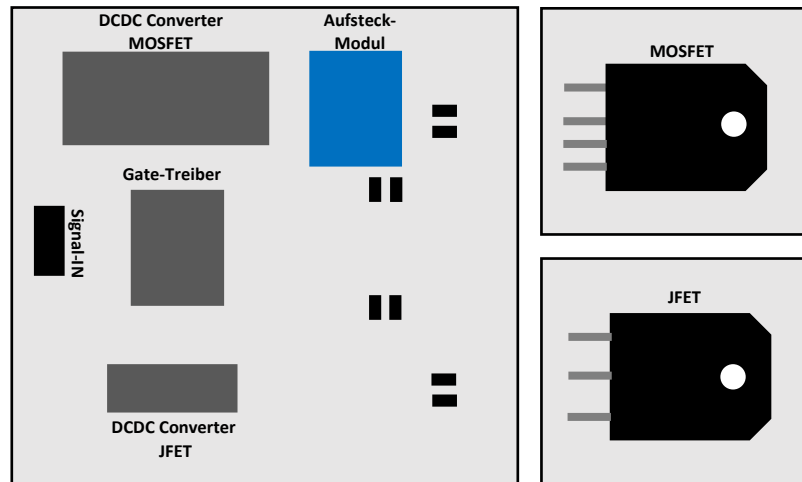 DCDC Converter
MOSFET
Aufsteck-
Modul
Gate-Treiber
Signal-IN
DCDC Converter
JFET
MOSFET
JFET